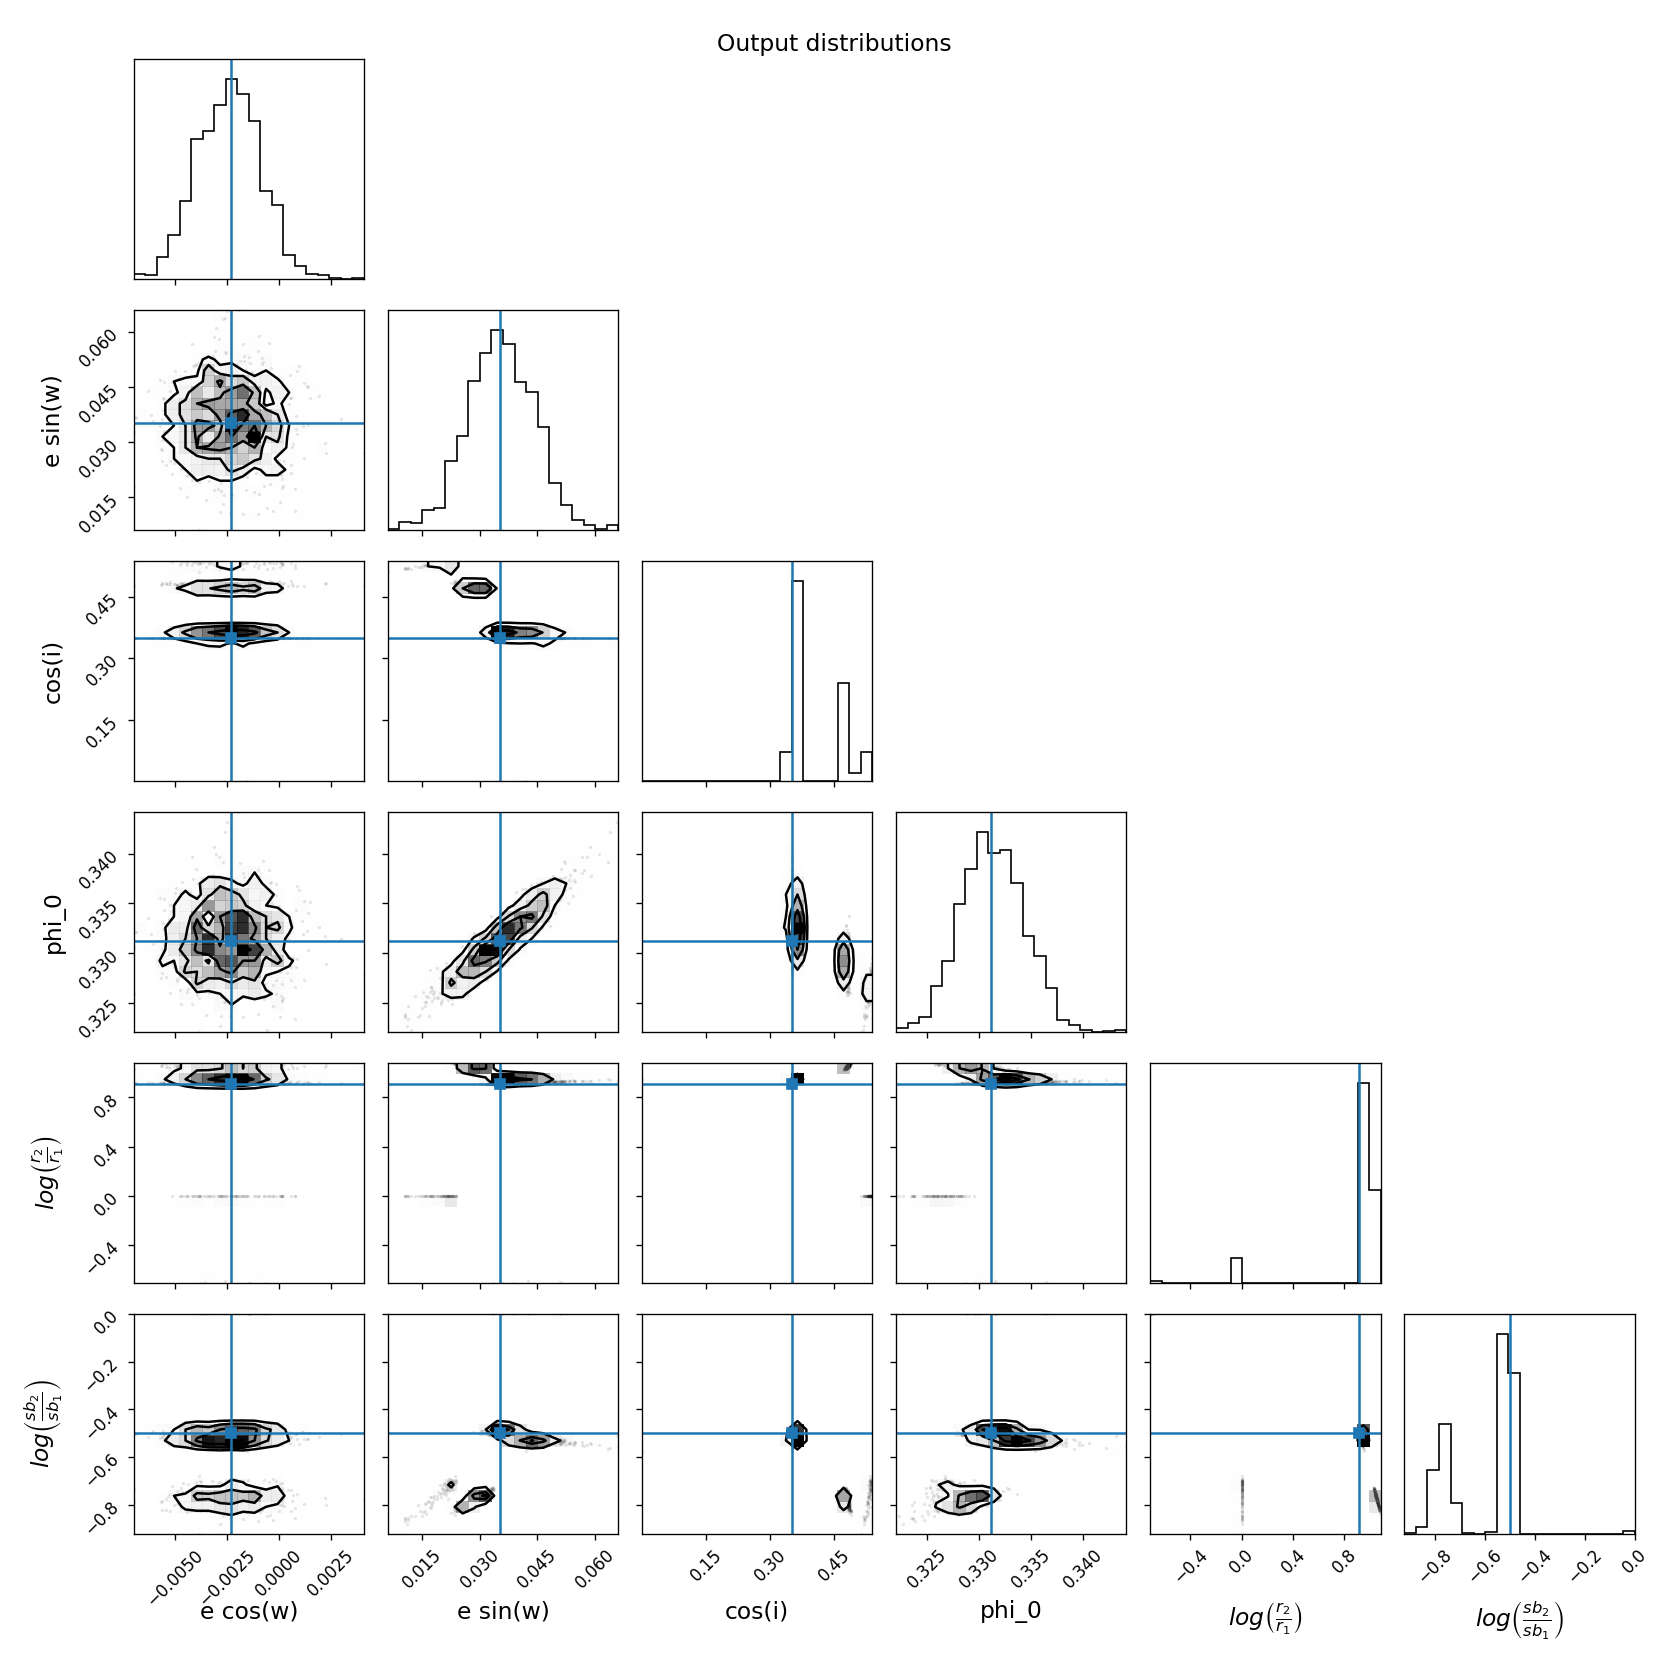 Output distributions
e sin(w)
0.060
0.045
0.030
0.015
cos(i)
0.45
0.30
0.15
phi_0
0.340
0.335
0.330
0.325
log(r₂/r₁)
0.8
0.4
0.0
−0.4
log(sb₂/sb₁)
0.0
−0.2
−0.4
−0.6
−0.8
−0.0050 −0.0025 0.0000 0.0025
e cos(w)
0.015 0.030 0.045 0.060
e sin(w)
0.15 0.30 0.45
cos(i)
0.325 0.330 0.335 0.340
phi_0
−0.4 0.0 0.4 0.8
log(r₂/r₁)
−0.8 −0.6 −0.4 −0.2 0.0
log(sb₂/sb₁)